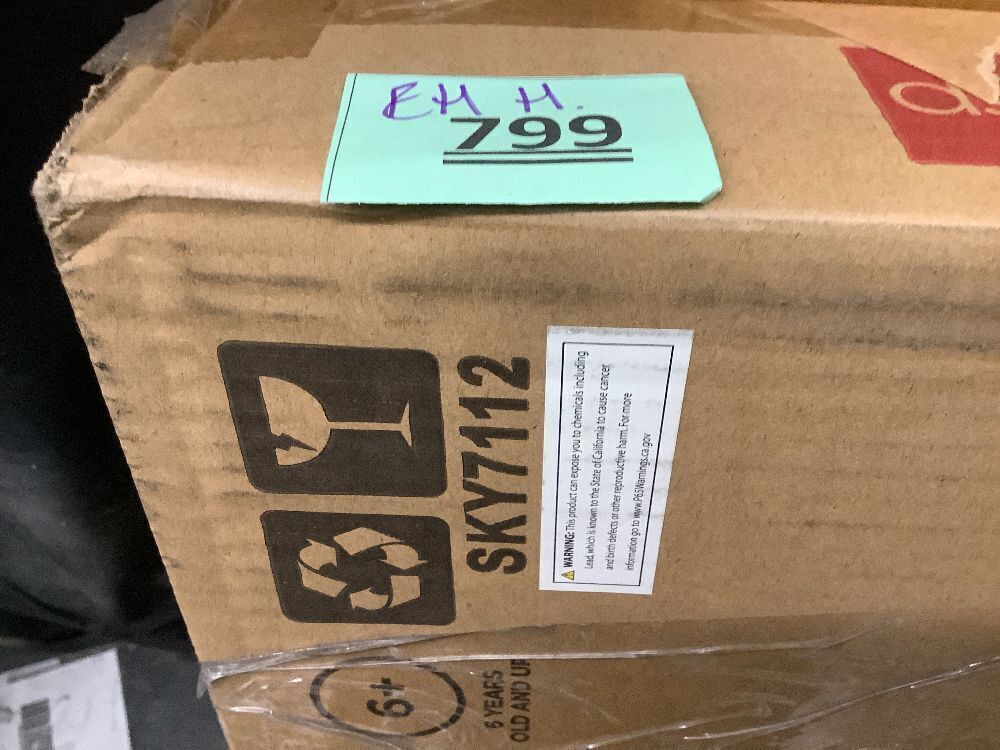 EH H.
799
SKY7112
WARNING: This product can expose you to chemicals including
Lead, which is known to the State of California to cause cancer
and birth defects or other reproductive harm. For more
information go to www.P65Warnings.ca.gov
6+
6 YEARS
OLD AND UP